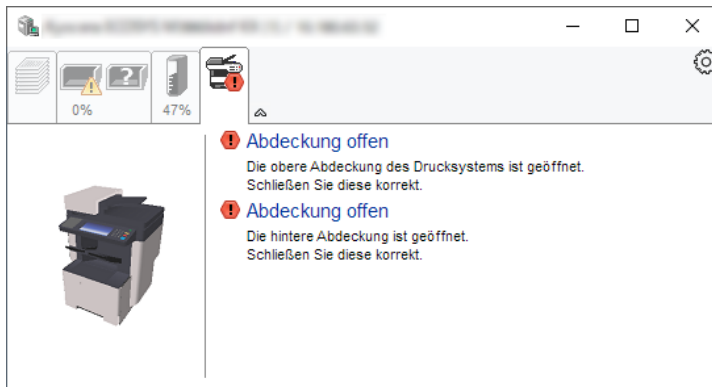 0%
47%
Abdeckung offen
Die obere Abdeckung des Drucksystems ist geöffnet.
Schließen Sie diese korrekt.
Abdeckung offen
Die hintere Abdeckung ist geöffnet.
Schließen Sie diese korrekt.